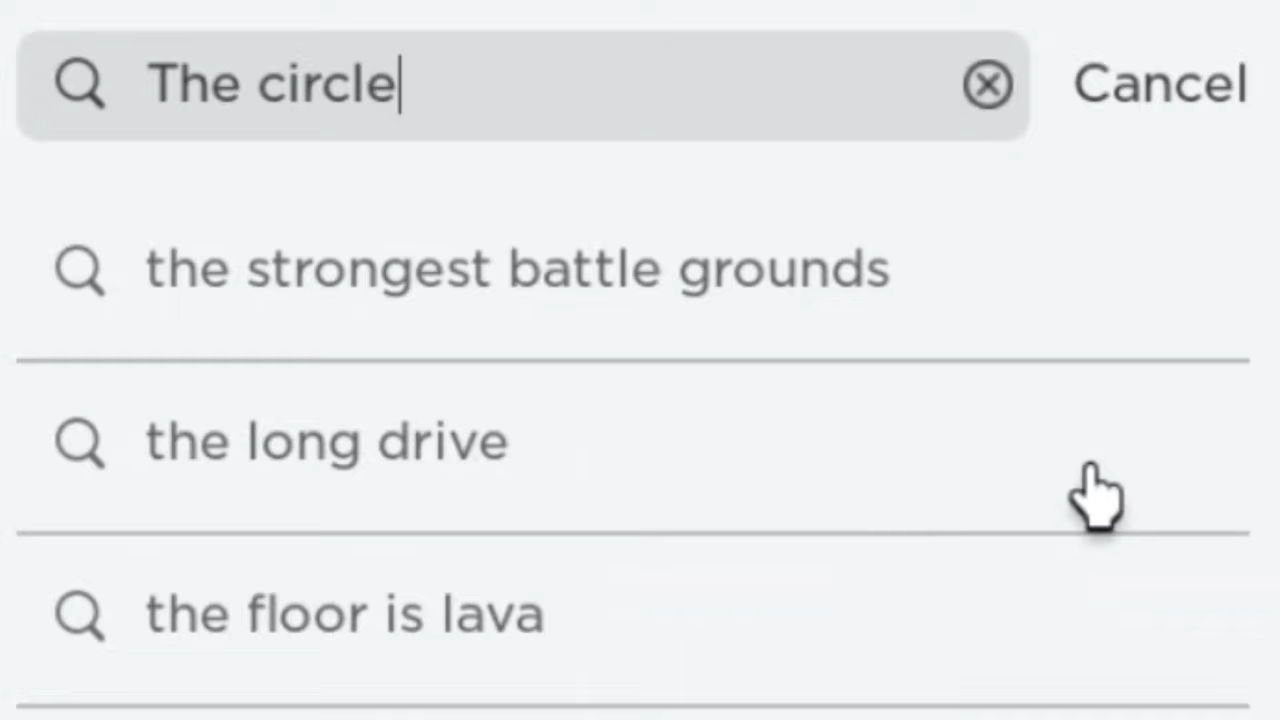 The circle
Cancel
the strongest battle grounds
the long drive
the floor is lava